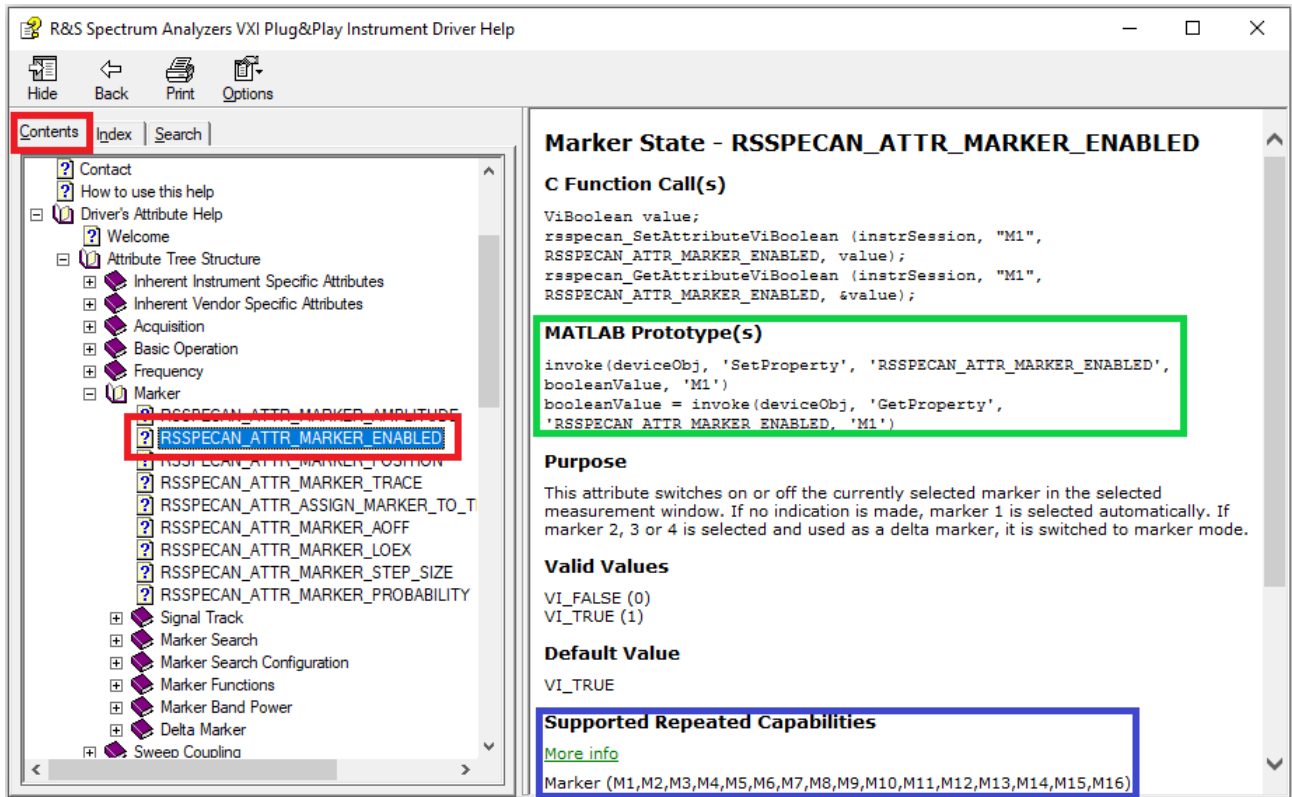 R&S Spectrum Analyzers VXI Plug&Play Instrument Driver Help
Hide Back Print Options
Contents Index Search
Contact
How to use this help
Driver's Attribute Help
Welcome
Attribute Tree Structure
Inherent Instrument Specific Attributes
Inherent Vendor Specific Attributes
Acquisition
Basic Operation
Frequency
Marker
RSSPECAN_ATTR_MARKER_AMPLITUDE
RSSPECAN_ATTR_MARKER_ENABLED
RSSPECAN_ATTR_MARKER_POSITION
RSSPECAN_ATTR_MARKER_TRACE
RSSPECAN_ATTR_ASSIGN_MARKER_TO_T
RSSPECAN_ATTR_MARKER_AOFF
RSSPECAN_ATTR_MARKER_LOEX
RSSPECAN_ATTR_MARKER_STEP_SIZE
RSSPECAN_ATTR_MARKER_PROBABILITY
Signal Track
Marker Search
Marker Search Configuration
Marker Functions
Marker Band Power
Delta Marker
Sweep Coupling
Marker State - RSSPECAN_ATTR_MARKER_ENABLED
C Function Call(s)
ViBoolean value;
rsspecan_SetAttributeViBoolean (instrSession, "M1",
RSSPECAN_ATTR_MARKER_ENABLED, value);
rsspecan_GetAttributeViBoolean (instrSession, "M1",
RSSPECAN_ATTR_MARKER_ENABLED, &value);
MATLAB Prototype(s)
invoke(deviceObj, 'SetProperty', 'RSSPECAN_ATTR_MARKER_ENABLED',
booleanValue, 'M1')
booleanValue = invoke(deviceObj, 'GetProperty',
'RSSPECAN_ATTR_MARKER_ENABLED, 'M1')
Purpose
This attribute switches on or off the currently selected marker in the selected
measurement window. If no indication is made, marker 1 is selected automatically. If
marker 2, 3 or 4 is selected and used as a delta marker, it is switched to marker mode.
Valid Values
VI_FALSE (0)
VI_TRUE (1)
Default Value
VI_TRUE
Supported Repeated Capabilities
More info
Marker (M1,M2,M3,M4,M5,M6,M7,M8,M9,M10,M11,M12,M13,M14,M15,M16)